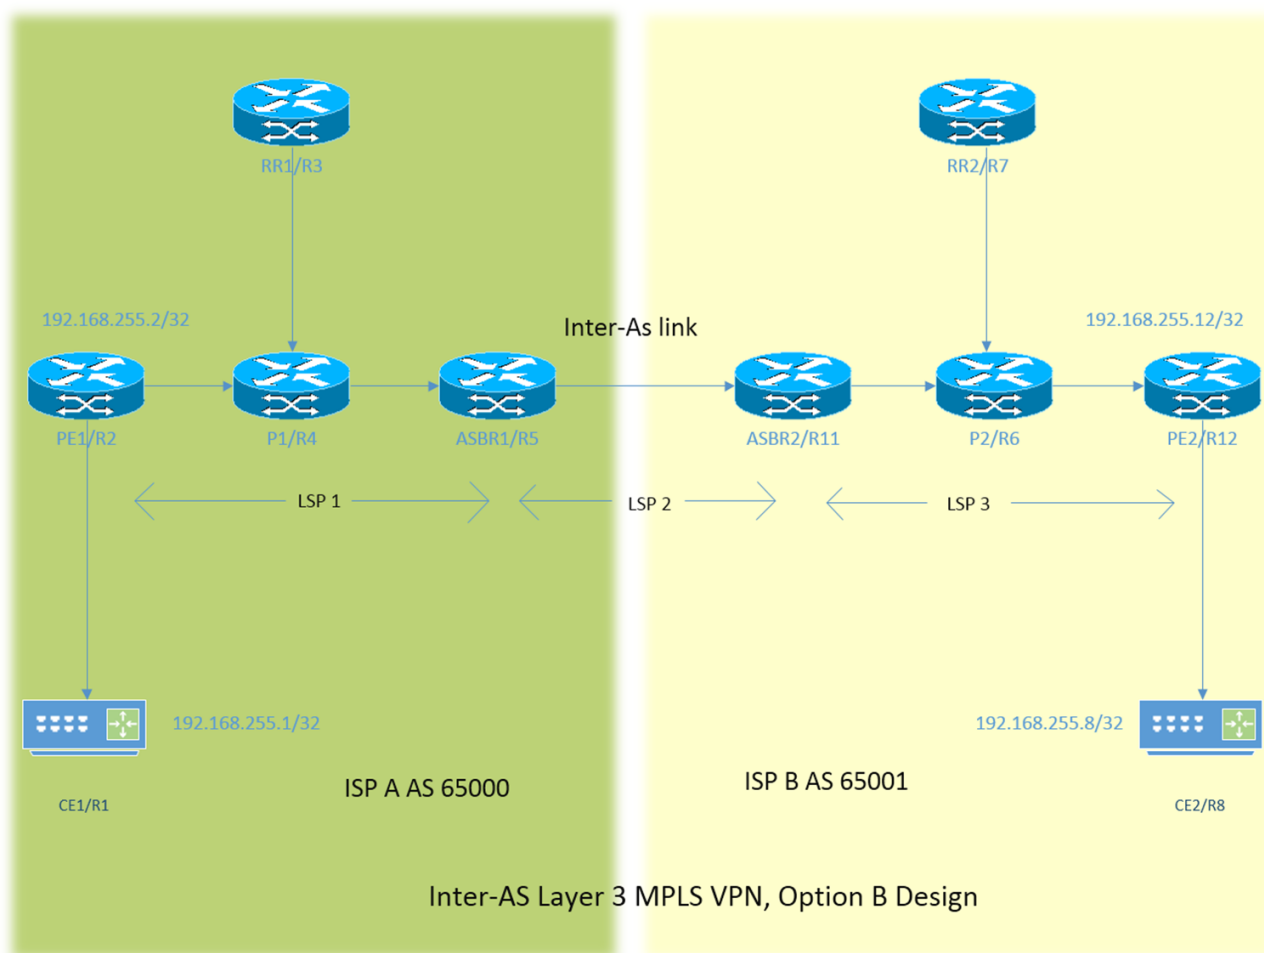 RR1/R3
RR2/R7
192.168.255.2/32
Inter-As link
192.168.255.12/32
PE1/R2
P1/R4
ASBR1/R5
ASBR2/R11
P2/R6
PE2/R12
LSP 1
LSP 2
LSP 3
192.168.255.1/32
192.168.255.8/32
CE1/R1
ISP A AS 65000
ISP B AS 65001
CE2/R8
Inter-AS Layer 3 MPLS VPN, Option B Design